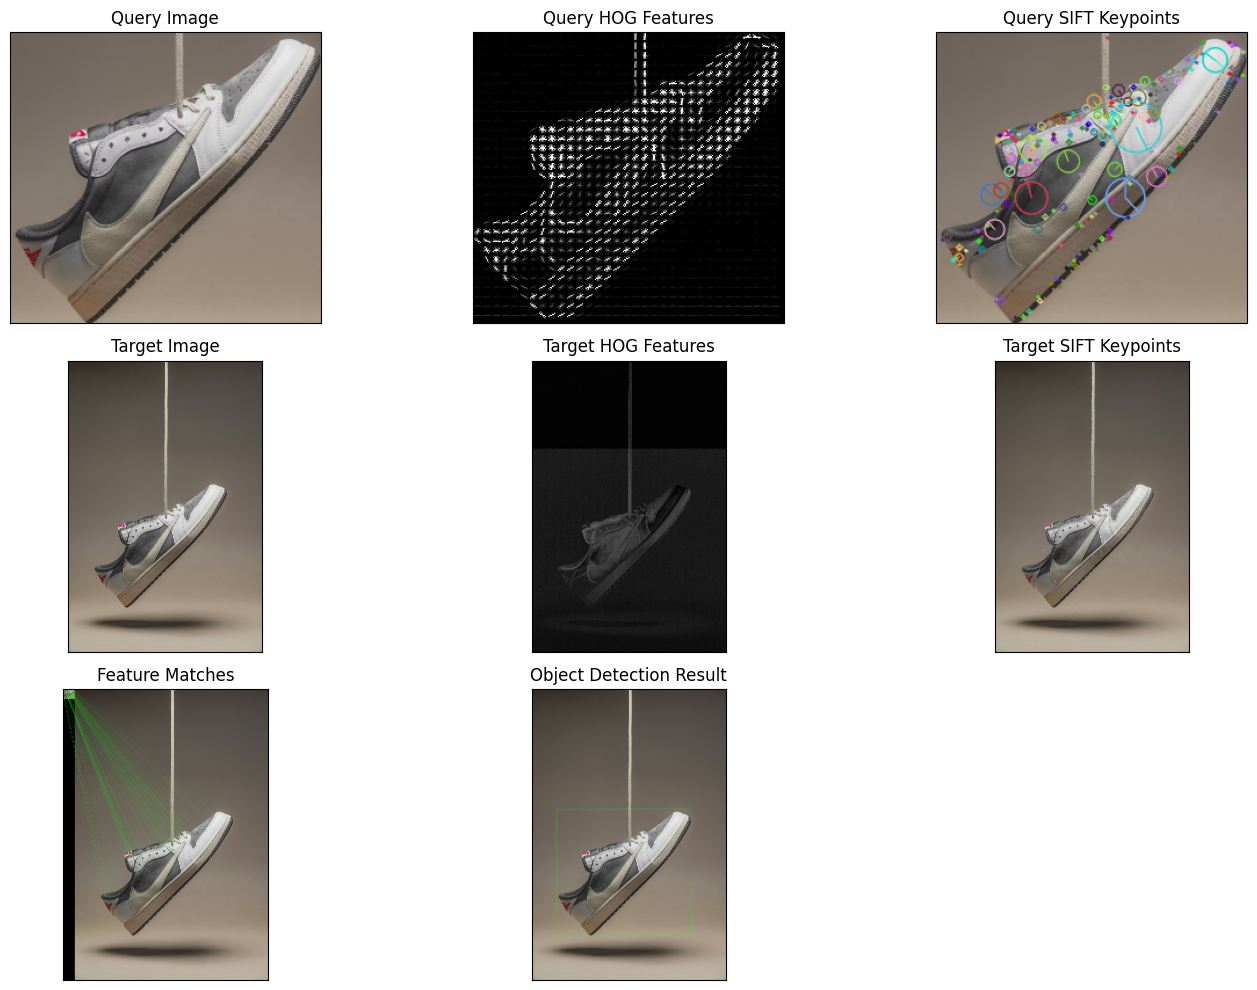 Query Image
Query HOG Features
Query SIFT Keypoints
Target Image
Target HOG Features
Target SIFT Keypoints
Feature Matches
Object Detection Result